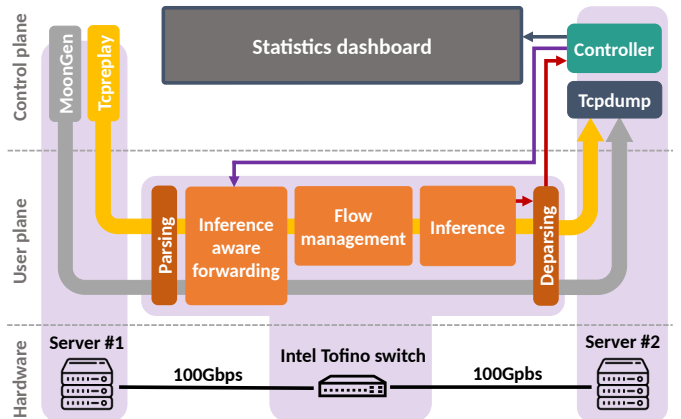 Control plane
MoonGen
Tcpreplay
Statistics dashboard
Controller
Tcpdump
User plane
Parsing
Inference
aware
forwarding
Flow
management
Inference
Deparsing
Hardware
Server #1
100Gbps
Intel Tofino switch
100Gpbs
Server #2